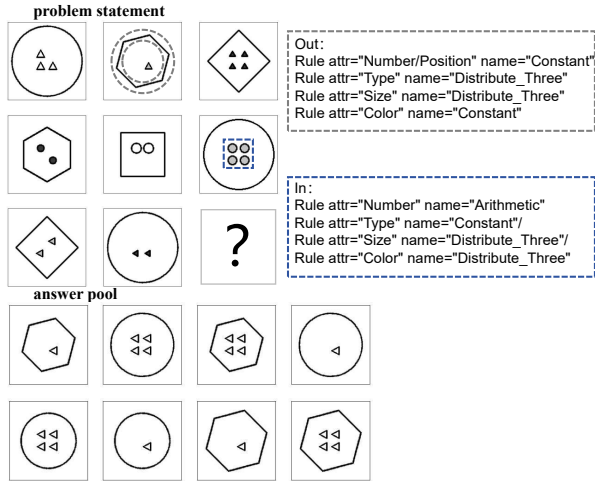 problem statement
Out:
Rule attr="Number/Position" name="Constant"
Rule attr="Type" name="Distribute_Three"
Rule attr="Size" name="Distribute_Three"
Rule attr="Color" name="Constant"
In:
Rule attr="Number" name="Arithmetic"
Rule attr="Type" name="Constant"/
Rule attr="Size" name="Distribute_Three"/
Rule attr="Color" name="Distribute_Three"
?
answer pool